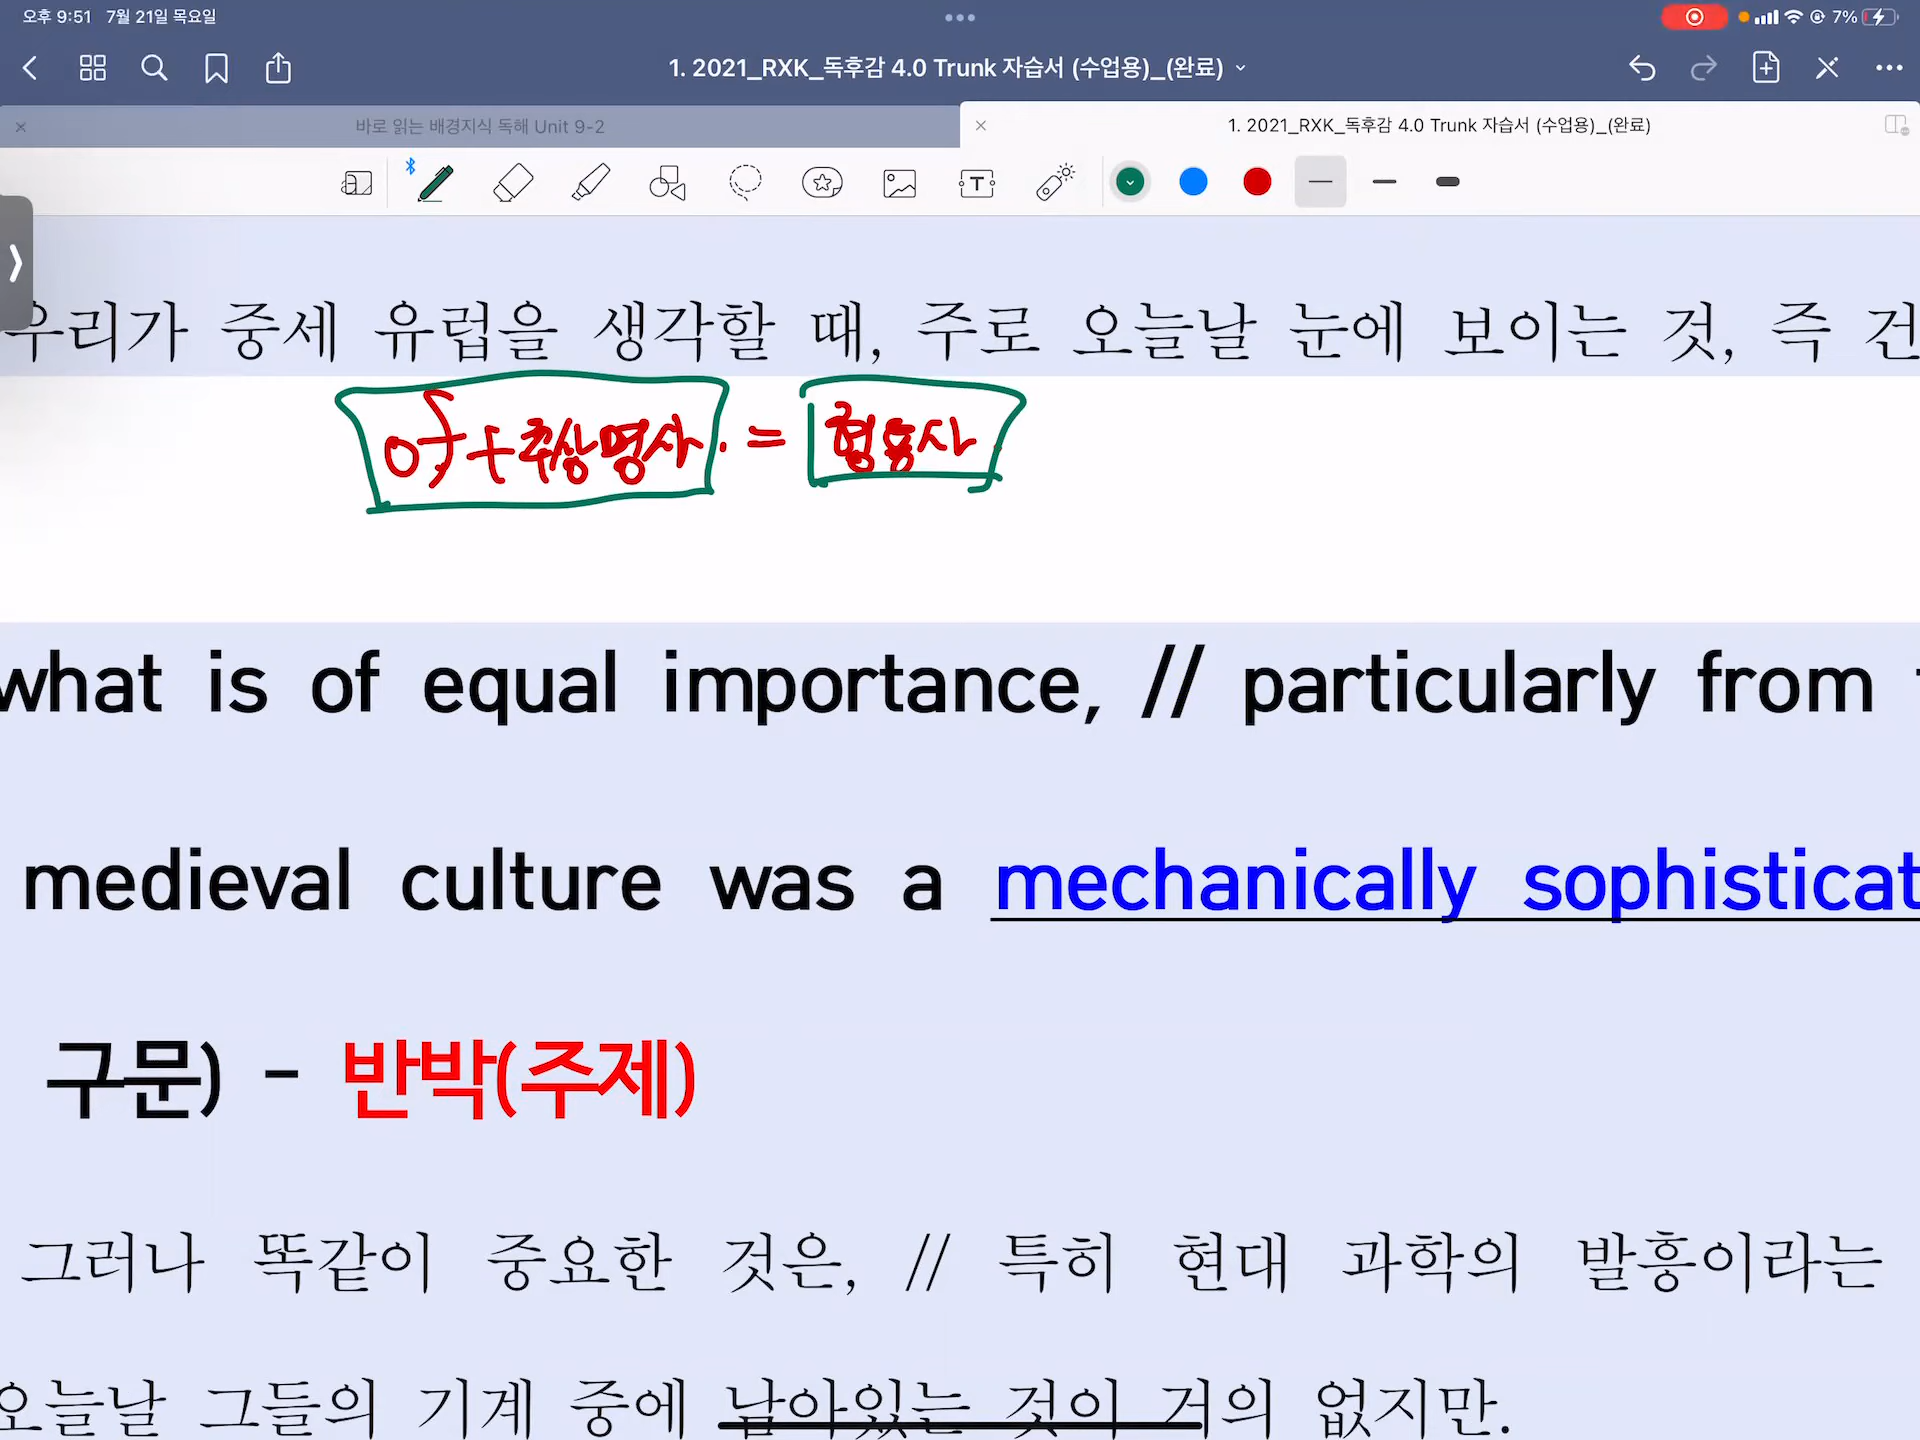 오후 9:51 7월 21일 목요일
7%
1. 2021_RXK_독후감 4.0 Trunk 자습서 (수업용)_(완료)
바로 읽는 배경지식 독해 Unit 9-2
1. 2021_RXK_독후감 4.0 Trunk 자습서 (수업용)_(완료)
우리가 중세 유럽을 생각할 때, 주로 오늘날 눈에 보이는 것, 즉 건
of + 추상명사. = 형용사
what is of equal importance, // particularly from
medieval culture was a mechanically sophisticat
구문) - 반박(주제)
그러나 똑같이 중요한 것은, // 특히 현대 과학의 발흥이라는
오늘날 그들의 기계 중에 남아있는 것이 거의 없지만.